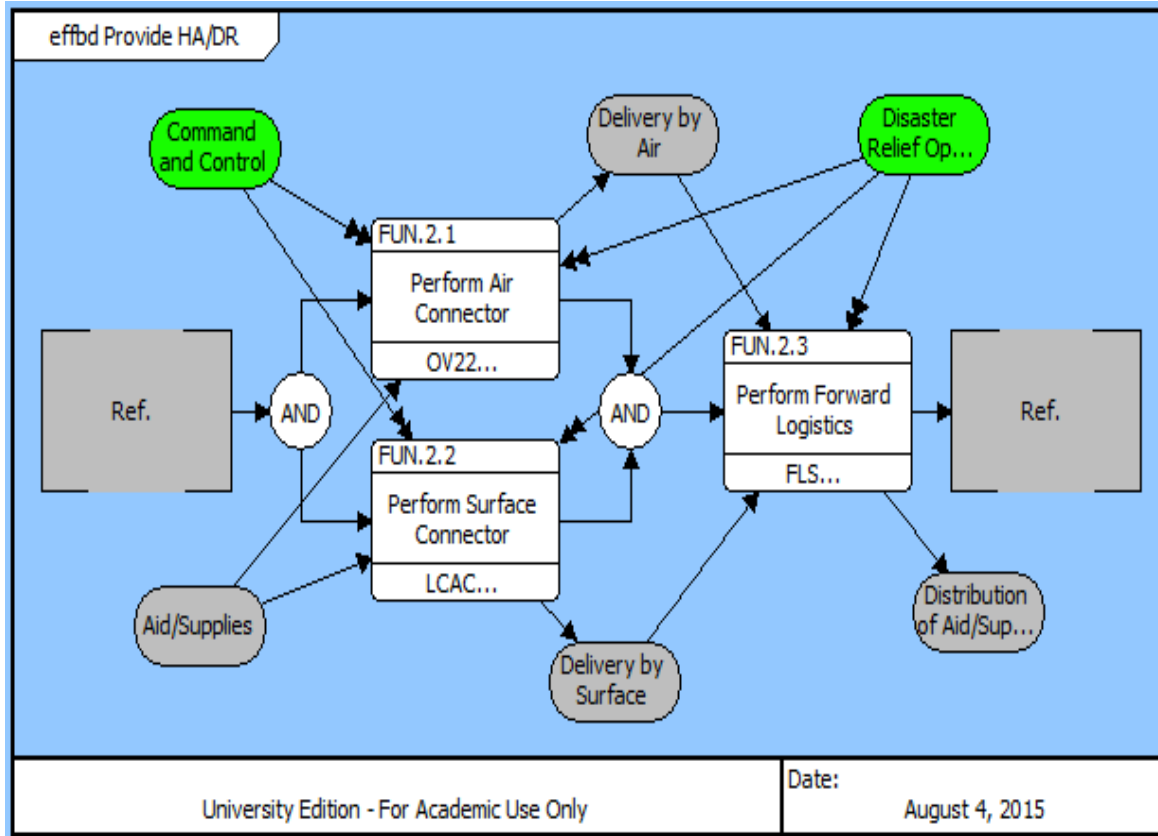 effbd Provide HA/DR
Command
and Control
Delivery by
Air
Disaster
Relief Op...
FUN.2.1
Perform Air
Connector
OV22...
Ref.
AND
AND
FUN.2.3
Perform Forward
Logistics
FLS...
Ref.
FUN.2.2
Perform Surface
Connector
LCAC...
Aid/Supplies
Delivery by
Surface
Distribution
of Aid/Sup...
University Edition - For Academic Use Only
Date:
August 4, 2015